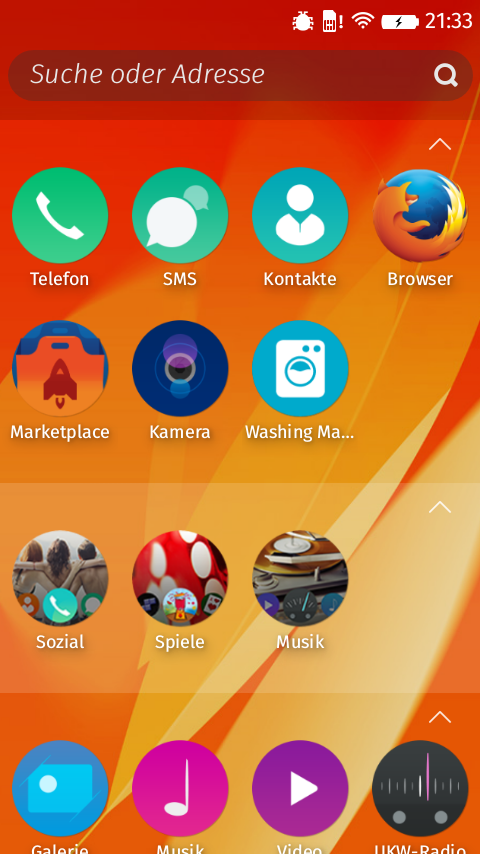 21:33
Suche oder Adresse
Telefon SMS Kontakte Browser
Marketplace Kamera Washing Ma...
Sozial Spiele Musik
Galerie Musik Video UKW-Radio